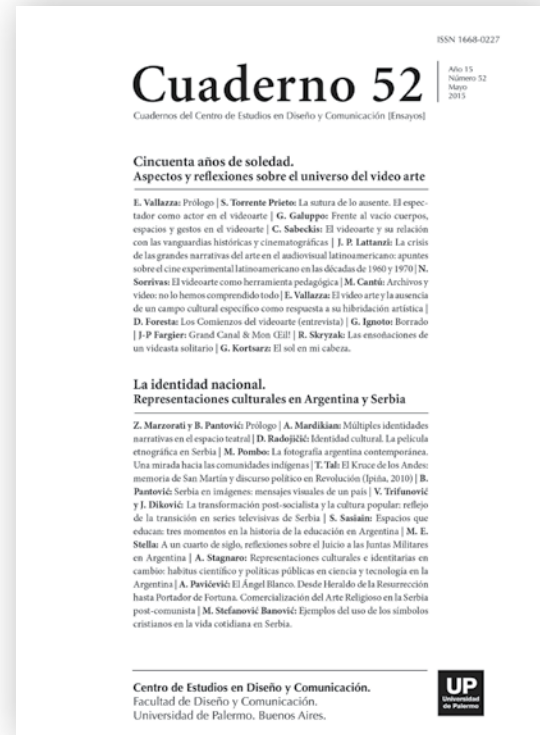 ISSN 1668-0227
Cuaderno 52
Año 15
Número 52
Mayo
2015
Cuadernos del Centro de Estudios en Diseño y Comunicación [Ensayos]
Cincuenta años de soledad.
Aspectos y reflexiones sobre el universo del video arte
E. Vallazza: Prólogo | S. Torrente Prieto: La sutura de lo ausente. El espec-
tador como actor en el videoarte | G. Galuppo: Frente al vacío cuerpos,
espacios y gestos en el videoarte | C. Sabeckis: El videoarte y su relación
con las vanguardias históricas y cinematográficas | J. P. Lattanzi: La crisis
de las grandes narrativas del arte en el audiovisual latinoamericano: apuntes
sobre el cine experimental latinoamericano en las décadas de 1960 y 1970 | N.
Sorrivas: El videoarte como herramienta pedagógica | M. Cantú: Archivos y
video: no lo hemos comprendido todo | E. Vallazza: El video arte y la ausencia
de un campo cultural específico como respuesta a su hibridación artística |
D. Foresta: Los Comienzos del videoarte (entrevista) | G. Ignoto: Borrado
| J-P Fargier: Grand Canal & Mon Œil! | R. Skryzak: Las ensoñaciones de
un videasta solitario | G. Kortsarz: El sol en mi cabeza.
La identidad nacional.
Representaciones culturales en Argentina y Serbia
Z. Marzorati y B. Pantović: Prólogo | A. Mardikian: Múltiples identidades
narrativas en el espacio teatral | D. Radojičić: Identidad cultural. La película
etnográfica en Serbia | M. Pombo: La fotografía argentina contemporánea.
Una mirada hacia las comunidades indígenas | T. Tal: El Kruce de los Andes:
memoria de San Martín y discurso político en Revolución (Ipiña, 2010) | B.
Pantović: Serbia en imágenes: mensajes visuales de un país | V. Trifunović
y J. Diković: La transformación post-socialista y la cultura popular: reflejo
de la transición en series televisivas de Serbia | S. Sasiain: Espacios que
educan: tres momentos en la historia de la educación en Argentina | M. E.
Stella: A un cuarto de siglo, reflexiones sobre el Juicio a las Juntas Militares
en Argentina | A. Stagnaro: Representaciones culturales e identitarias en
cambio: habitus científico y políticas públicas en ciencia y tecnología en la
Argentina | A. Pavićević: El Ángel Blanco. Desde Heraldo de la Resurrección
hasta Portador de Fortuna. Comercialización del Arte Religioso en la Serbia
post-comunista | M. Stefanović Banović: Ejemplos del uso de los símbolos
cristianos en la vida cotidiana en Serbia.
Centro de Estudios en Diseño y Comunicación.
Facultad de Diseño y Comunicación.
Universidad de Palermo. Buenos Aires.
UP
Universidad
de Palermo